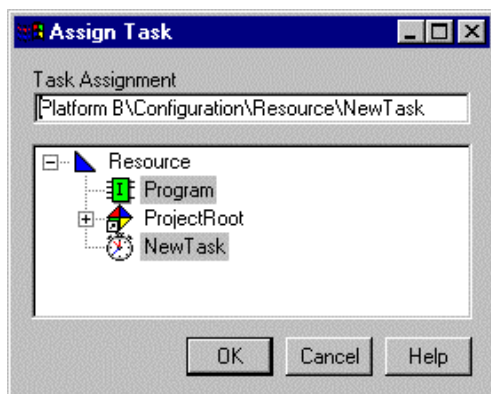 Assign Task
Task Assignment
Platform B\Configuration\Resource\NewTask
Resource
Program
ProjectRoot
NewTask
OK Cancel Help